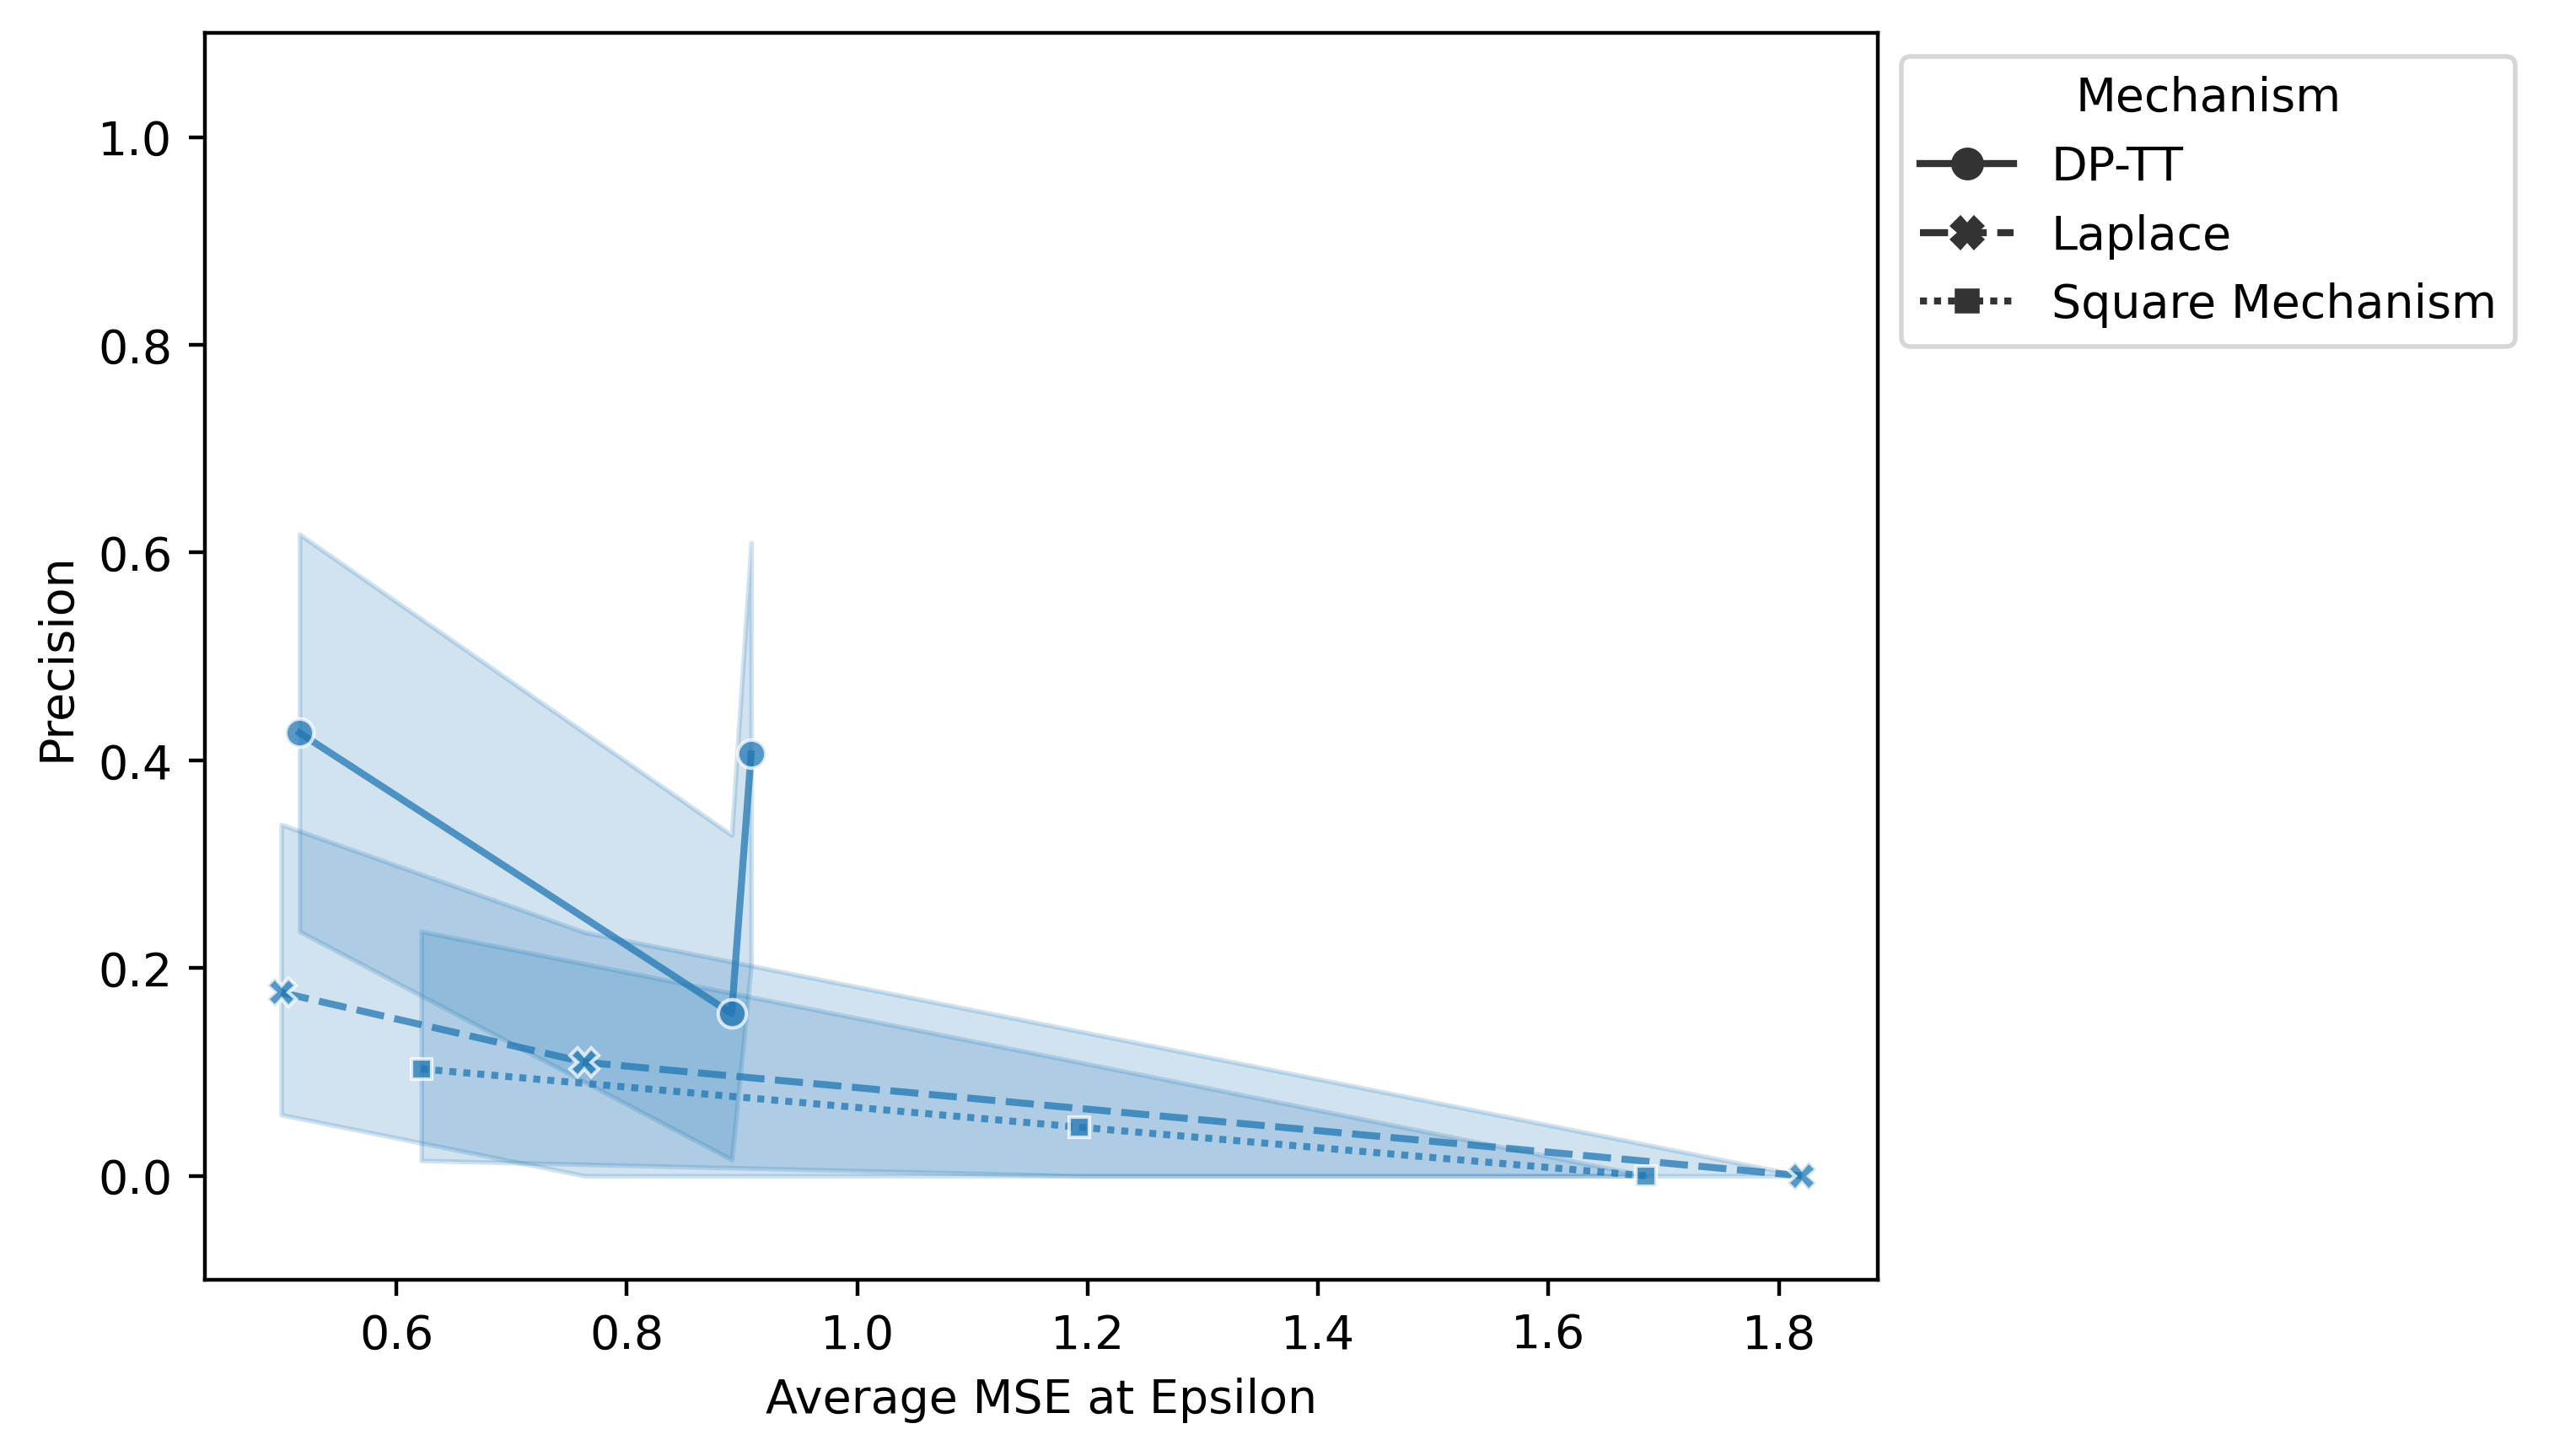 Mechanism
DP-TT
Laplace
Square Mechanism
Precision
1.0
0.8
0.6
0.4
0.2
0.0
0.6 0.8 1.0 1.2 1.4 1.6 1.8
Average MSE at Epsilon